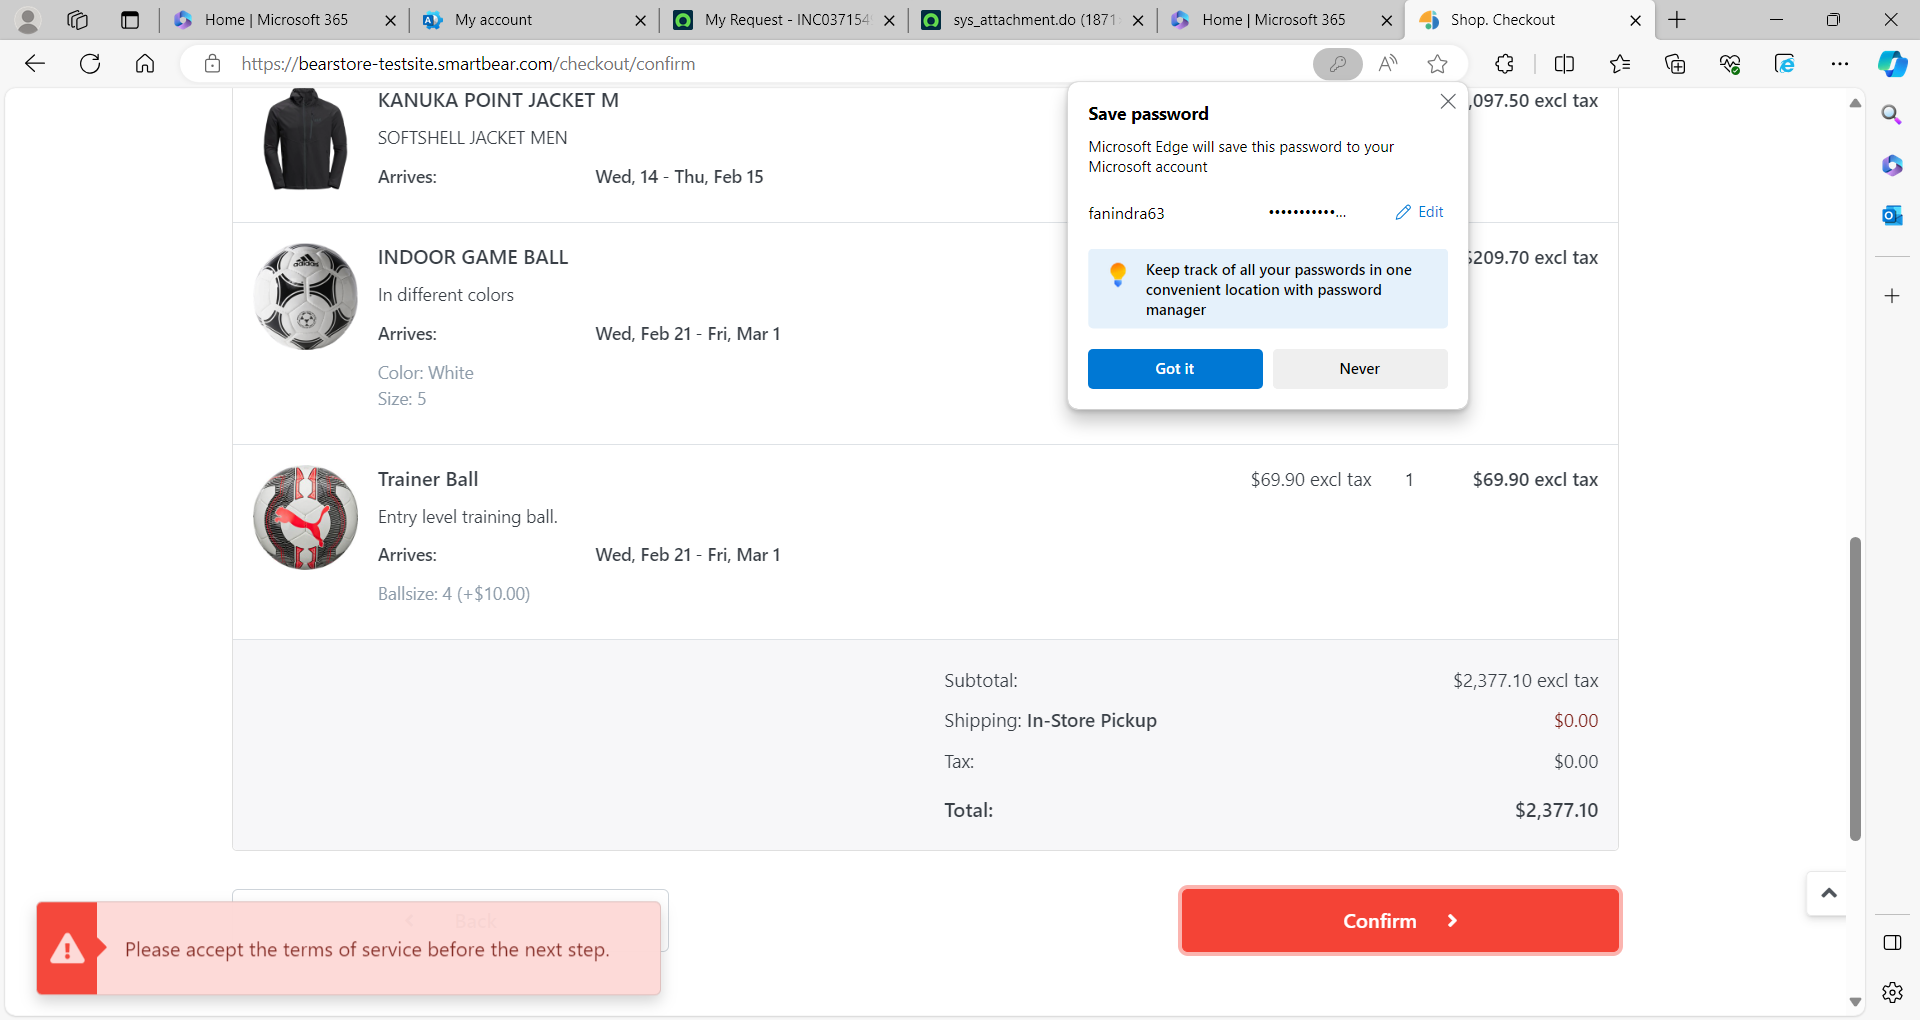 Home | Microsoft 365
My account
My Request - INC037154
sys_attachment.do (1871
Home | Microsoft 365
Shop. Checkout
https://bearstore-testsite.smartbear.com/checkout/confirm
KANUKA POINT JACKET M
,097.50 excl tax
SOFTSHELL JACKET MEN
Arrives: Wed, 14 - Thu, Feb 15
Save password
Microsoft Edge will save this password to your
Microsoft account
fanindra63 ••••••••••••... Edit
Keep track of all your passwords in one
convenient location with password
manager
Got it
Never
INDOOR GAME BALL
$209.70 excl tax
In different colors
Arrives: Wed, Feb 21 - Fri, Mar 1
Color: White
Size: 5
adidas
Trainer Ball $69.90 excl tax 1 $69.90 excl tax
Entry level training ball.
Arrives: Wed, Feb 21 - Fri, Mar 1
Ballsize: 4 (+$10.00)
Subtotal: $2,377.10 excl tax
Shipping: In-Store Pickup $0.00
Tax: $0.00
Total: $2,377.10
Back
Confirm
Please accept the terms of service before the next step.